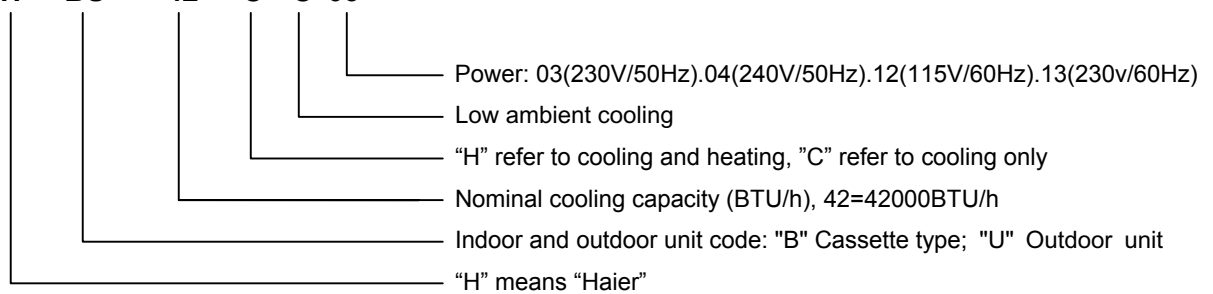 Power: 03(230V/50Hz).04(240V/50Hz).12(115V/60Hz).13(230v/60Hz)
Low ambient cooling
“H” refer to cooling and heating, ”C” refer to cooling only
Nominal cooling capacity (BTU/h), 42=42000BTU/h
Indoor and outdoor unit code: "B" Cassette type; "U" Outdoor unit
“H” means “Haier”